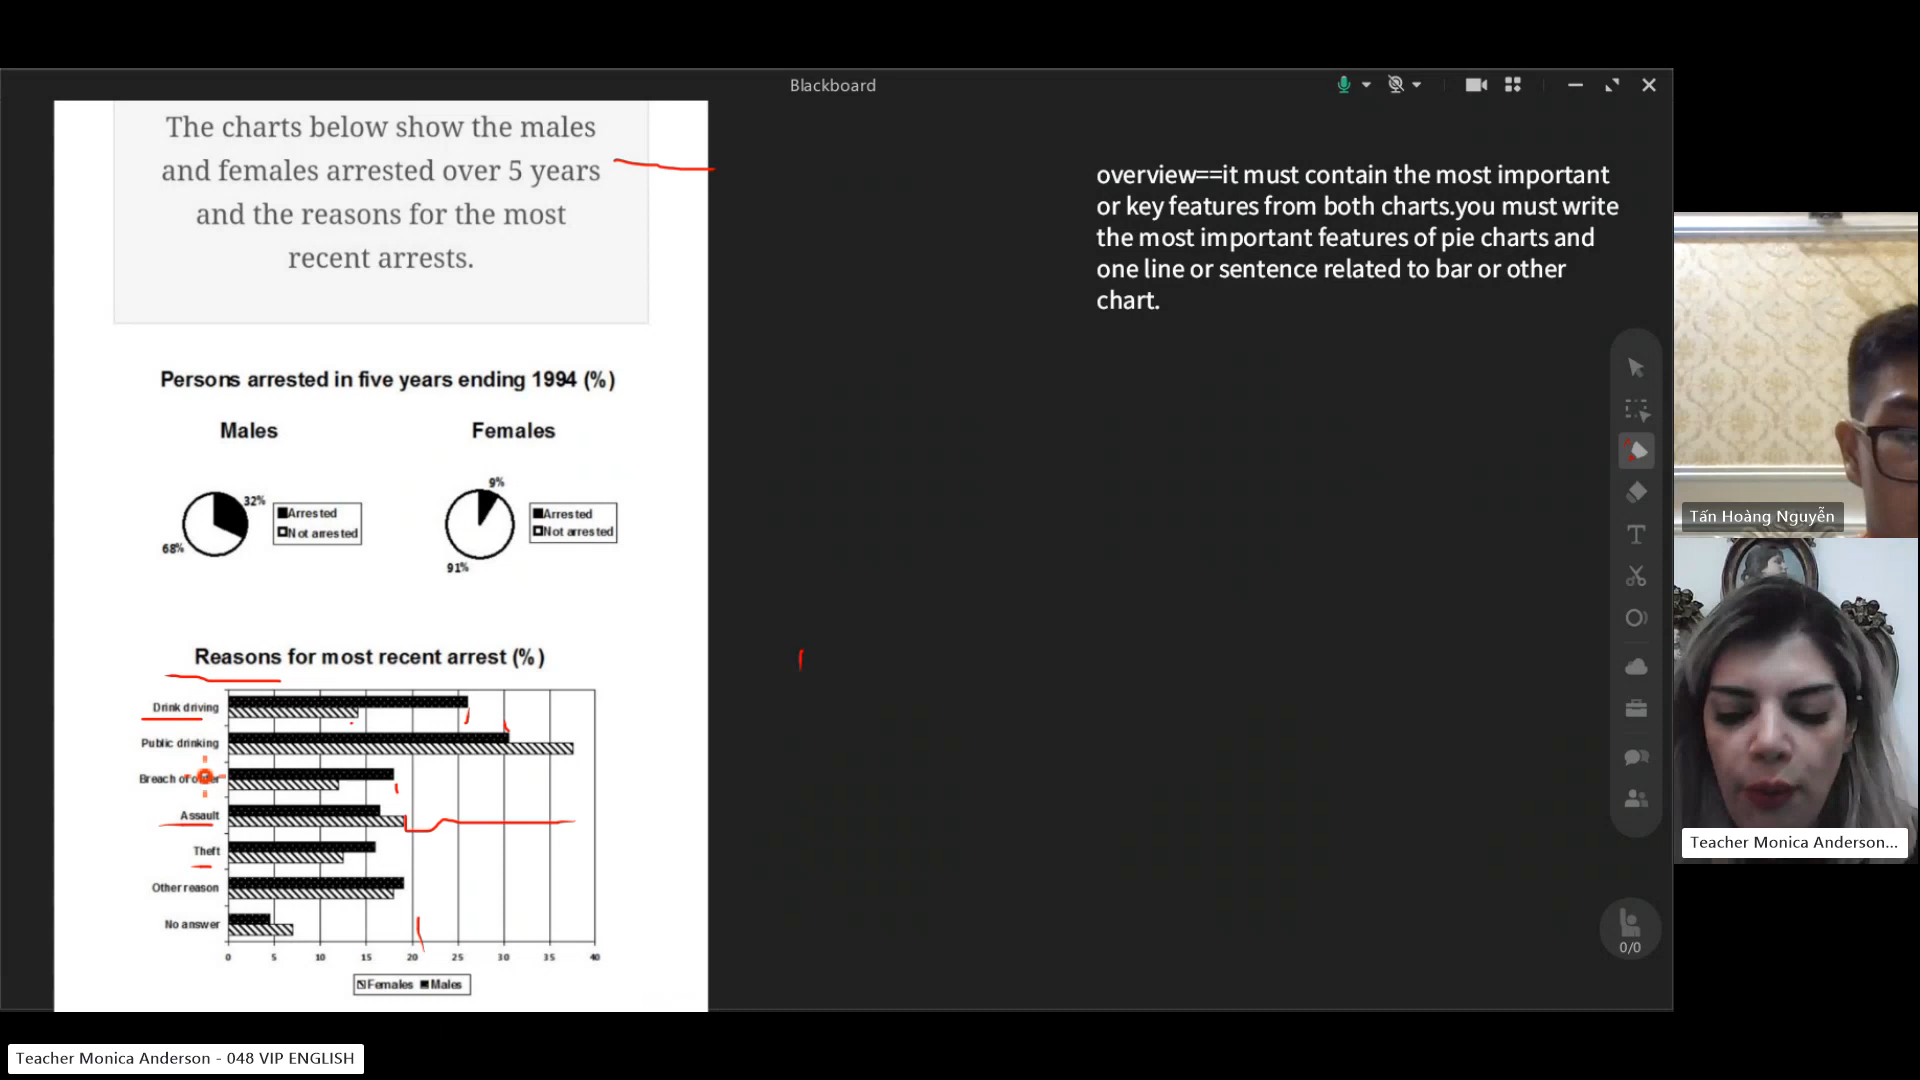 Blackboard
The charts below show the males
and females arrested over 5 years
and the reasons for the most
recent arrests.
overview==it must contain the most important
or key features from both charts.you must write
the most important features of pie charts and
one line or sentence related to bar or other
chart.
Persons arrested in five years ending 1994 (%)
Males
Females
32%
68%
Arrested
Not arrested
9%
91%
Arrested
Not arrested
Reasons for most recent arrest (%)
Drink driving
Public drinking
Breach of order
Assault
Theft
Other reason
No answer
0 5 10 15 20 25 30 35 40
Females Males
T
0/0
Tấn Hoàng Nguyễn
Teacher Monica Anderson...
Teacher Monica Anderson - 048 VIP ENGLISH